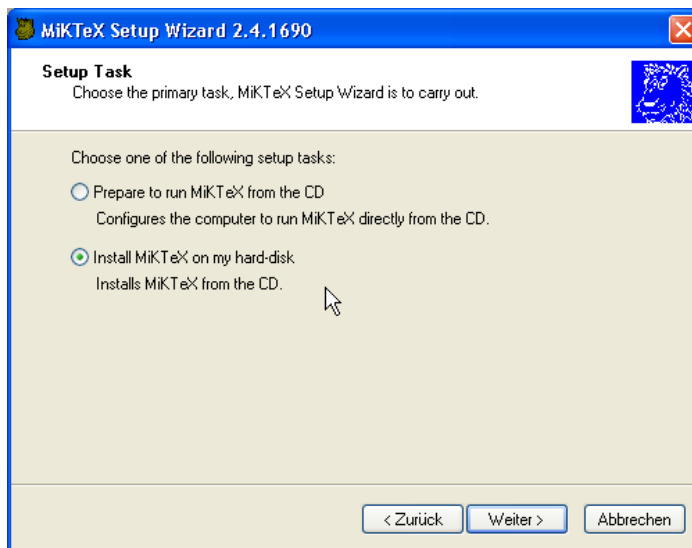 MiKTeX Setup Wizard 2.4.1690
Setup Task
Choose the primary task, MiKTeX Setup Wizard is to carry out.
Choose one of the following setup tasks:
Prepare to run MiKTeX from the CD
Configures the computer to run MiKTeX directly from the CD.
Install MiKTeX on my hard-disk
Installs MiKTeX from the CD.
< Zurück Weiter > Abbrechen